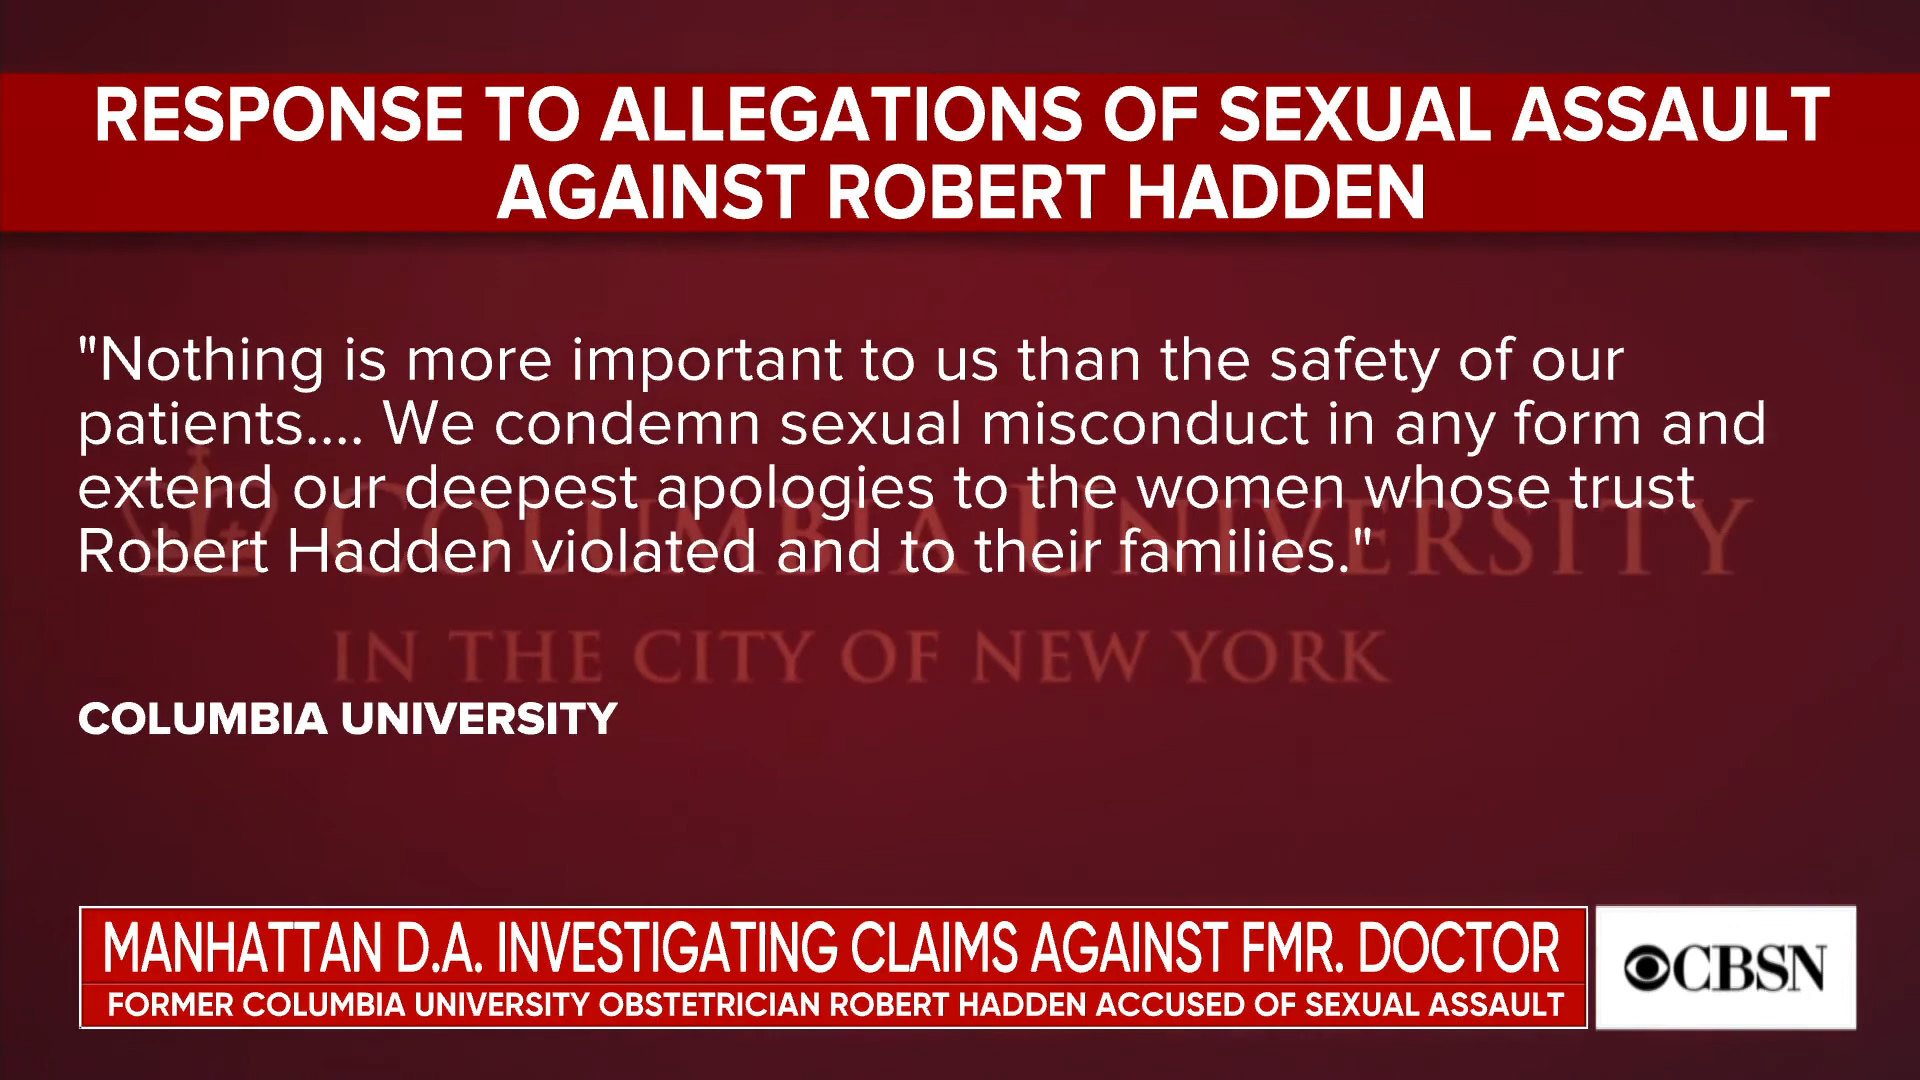 RESPONSE TO ALLEGATIONS OF SEXUAL ASSAULT
AGAINST ROBERT HADDEN
"Nothing is more important to us than the safety of our
patients.... We condemn sexual misconduct in any form and
extend our deepest apologies to the women whose trust
Robert Hadden violated and to their families."
COLUMBIA UNIVERSITY
IN THE CITY OF NEW YORK
COLUMBIA UNIVERSITY
MANHATTAN D.A. INVESTIGATING CLAIMS AGAINST FMR. DOCTOR
FORMER COLUMBIA UNIVERSITY OBSTETRICIAN ROBERT HADDEN ACCUSED OF SEXUAL ASSAULT
CBSN